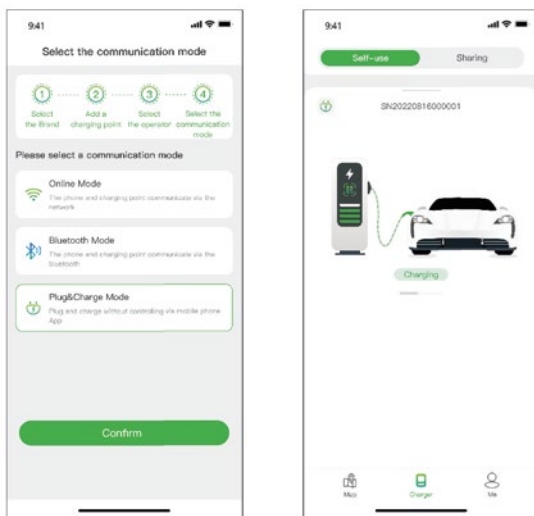 9:41
Select the communication mode
1 2 3 4
Select the Brand
Add a charging point
Select the operator
Select the communication mode
Please select a communication mode
Online Mode
The phone and charging point communicate via the
network
Bluetooth Mode
The phone and charging point communicate via the
bluetooth
Plug&Charge Mode
Plug and charge without controlling via mobile phone
App
Confirm
9:41
Self-use Sharing
SN20220816000001
Charging
Map Charger Me